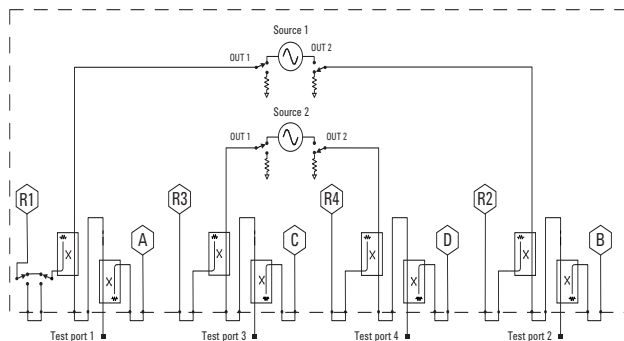 Source 1
OUT 1
OUT 2
Source 2
OUT 1
OUT 2
R1
R3
R4
R2
A
C
D
B
X
X
X
X
X
X
X
X
Test port 1
Test port 3
Test port 4
Test port 2